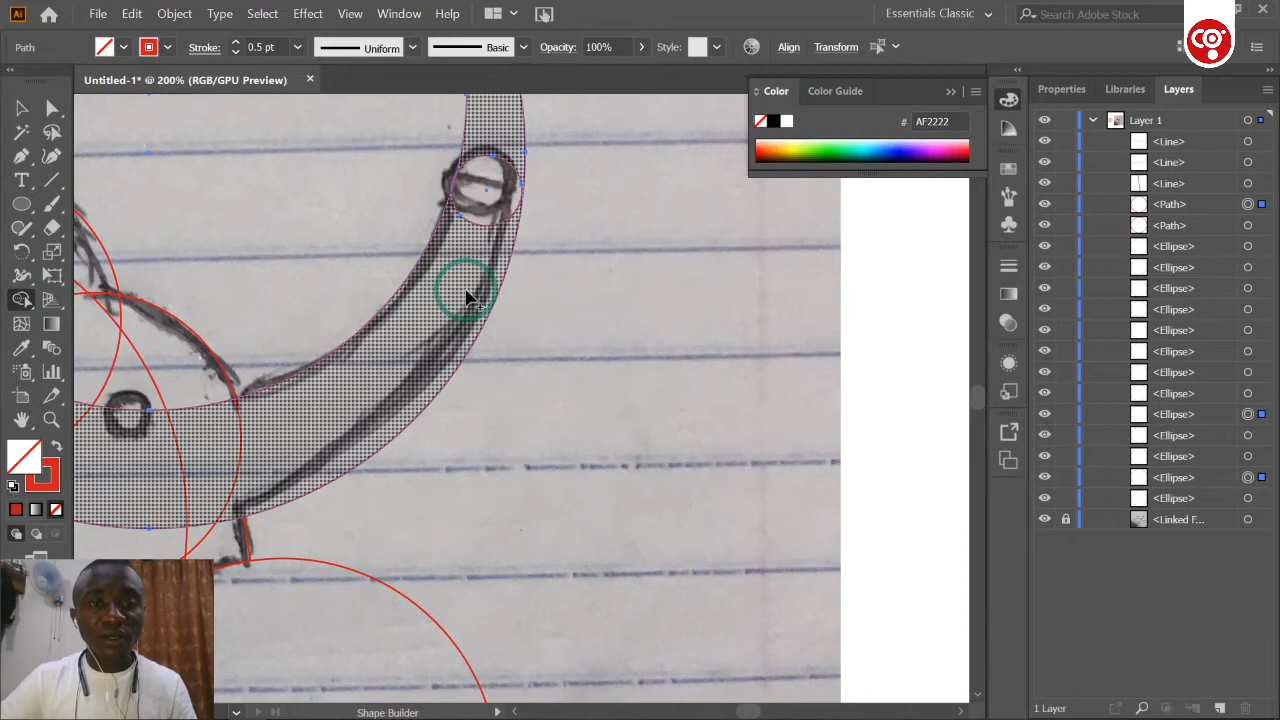 Ai File Edit Object Type Select Effect View Window Help Essentials Classic Search Adobe Stock
Path Stroke: 0.5 pt Uniform Basic Opacity: 100% Style: Align Transform
Untitled-1* @ 200% (RGB/GPU Preview)
Color Color Guide
# AF2222
Properties Libraries Layers
Layer 1
<Line>
<Line>
<Line>
<Path>
<Path>
<Ellipse>
<Ellipse>
<Ellipse>
<Ellipse>
<Ellipse>
<Ellipse>
<Ellipse>
<Ellipse>
<Ellipse>
<Ellipse>
<Ellipse>
<Ellipse>
<Ellipse>
<Linked F...
Shape Builder
1 Layer